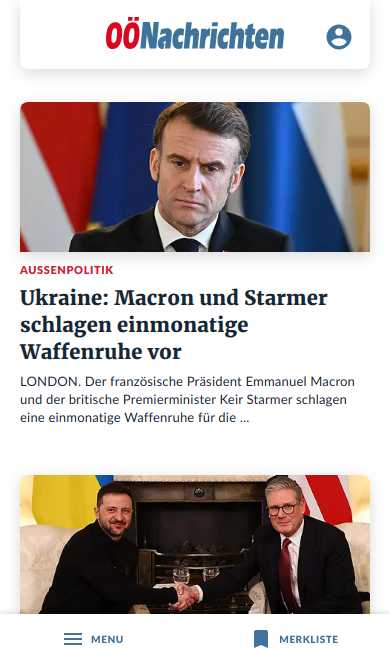 OÖNachrichten
AUSSENPOLITIK
Ukraine: Macron und Starmer
schlagen einmonatige
Waffenruhe vor
LONDON. Der französische Präsident Emmanuel Macron
und der britische Premierminister Keir Starmer schlagen
eine einmonatige Waffenruhe für die ...
MENU
MERKLISTE